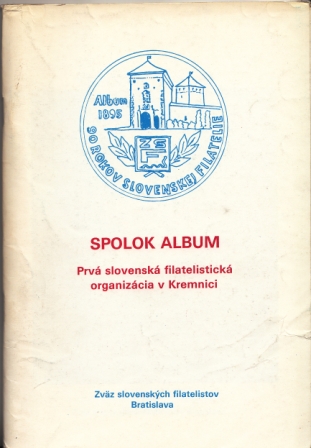 Album
1895
ZSF
90 ROKOV SLOVENSKEJ FILATELIE
SPOLOK ALBUM
Prvá slovenská filatelistická
organizácia v Kremnici
Zväz slovenských filatelistov
Bratislava